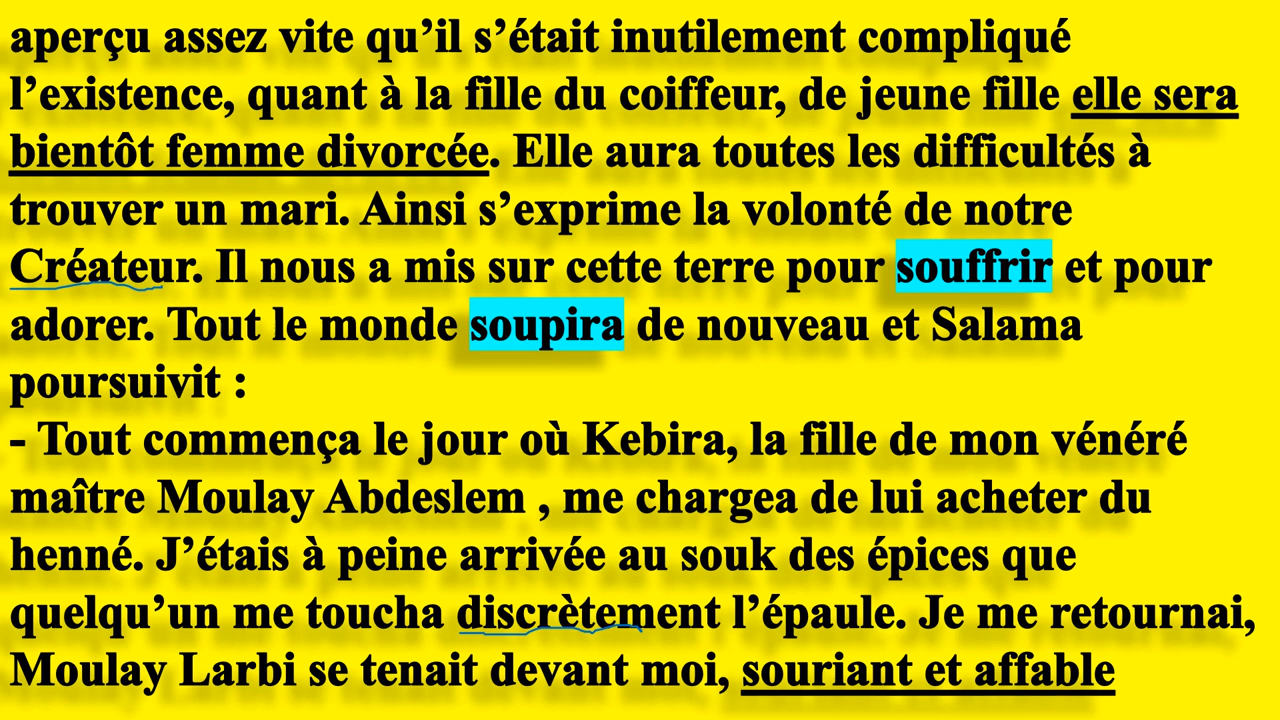 aperçu assez vite qu’il s’était inutilement compliqué
l’existence, quant à la fille du coiffeur, de jeune fille elle sera
bientôt femme divorcée. Elle aura toutes les difficultés à
trouver un mari. Ainsi s’exprime la volonté de notre
Créateur. Il nous a mis sur cette terre pour souffrir et pour
adorer. Tout le monde soupira de nouveau et Salama
poursuivit :
- Tout commença le jour où Kebira, la fille de mon vénéré
maître Moulay Abdeslem , me chargea de lui acheter du
henné. J’étais à peine arrivée au souk des épices que
quelqu’un me toucha discrètement l’épaule. Je me retournai,
Moulay Larbi se tenait devant moi, souriant et affable